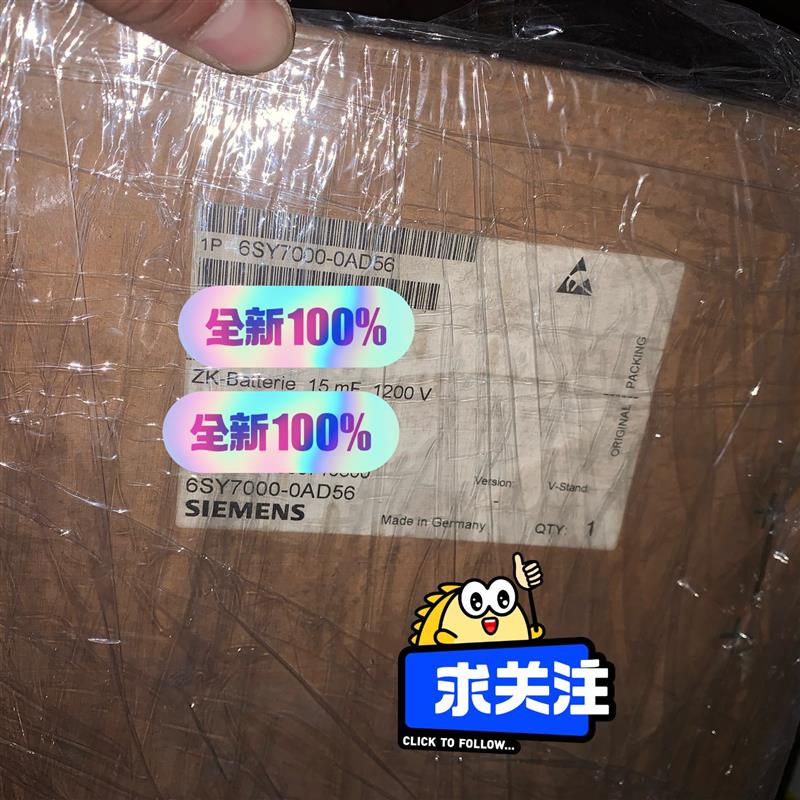 1P 6SY7000-0AD56
全新100%
ZK-Batterie 15 mF 1200 V
全新100%
6SY7000-0AD56
SIEMENS
Version:
-
V-Stand:
Made in Germany
QTY: 1
ORIGINAL PACKING
求关注
CLICK TO FOLLOW...